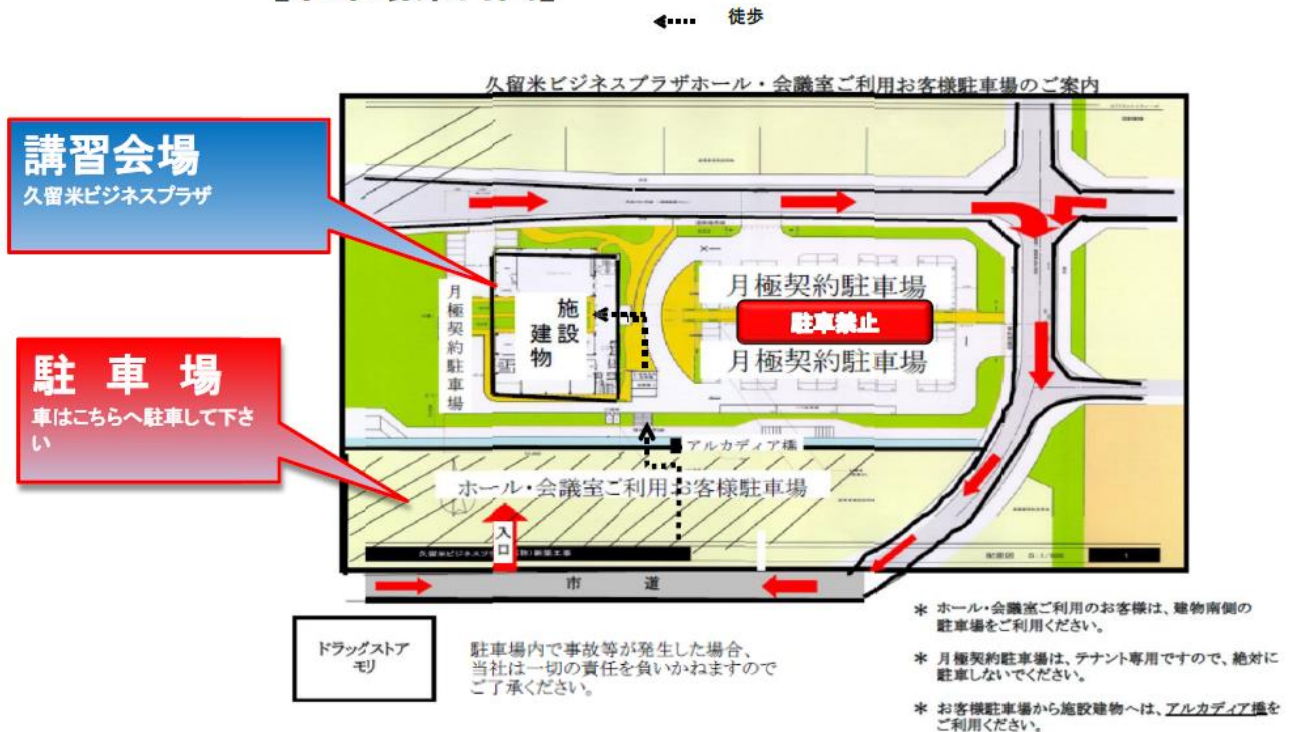 徒歩
久留米ビジネスプラザホール・会議室ご利用お客様駐車場のご案内
講習会場
久留米ビジネスプラザ
月極契約駐車場
施設
建物
月極契約駐車場
駐車禁止
月極契約駐車場
駐 車 場
車はこちらへ駐車して下さ
い
アルカディア橋
ホール・会議室ご利用お客様駐車場
入口
配置図
1
市 道
ドラッグストア
モリ
駐車場内で事故等が発生した場合、
当社は一切の責任を負いかねますので
ご了承ください。
＊ ホール・会議室ご利用のお客様は、建物南側の
駐車場をご利用ください。
＊ 月極契約駐車場は、テナント専用ですので、絶対に
駐車しないでください。
＊ お客様駐車場から施設建物へは、アルカディア橋を
ご利用ください。